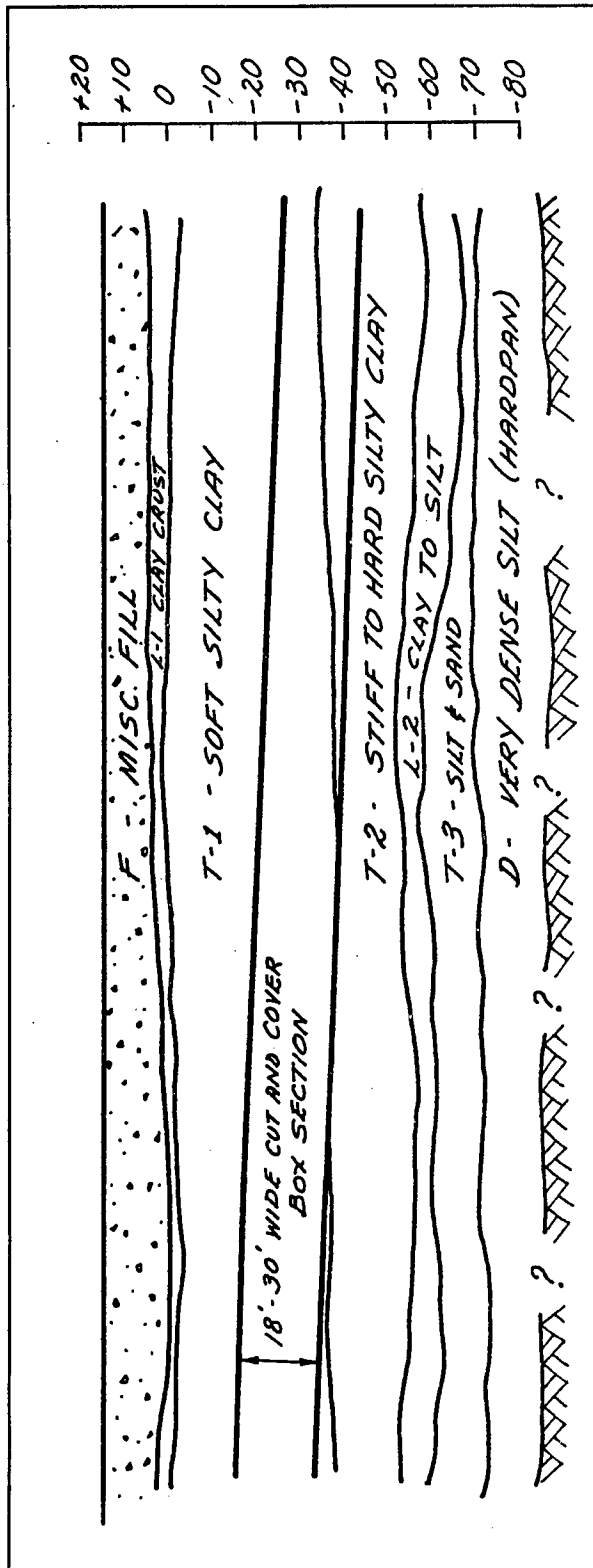 +20
+10
0
-10
-20
-30
-40
-50
-60
-70
-80
F. - MISC. FILL
L-1 CLAY CRUST
T-1 - SOFT SILTY CLAY
18'-30' WIDE CUT AND COVER
BOX SECTION
T-2 - STIFF TO HARD SILTY CLAY
L-2 - CLAY TO SILT
T-3 - SILT & SAND
D - VERY DENSE SILT (HARDPAN)
?
?
?
?